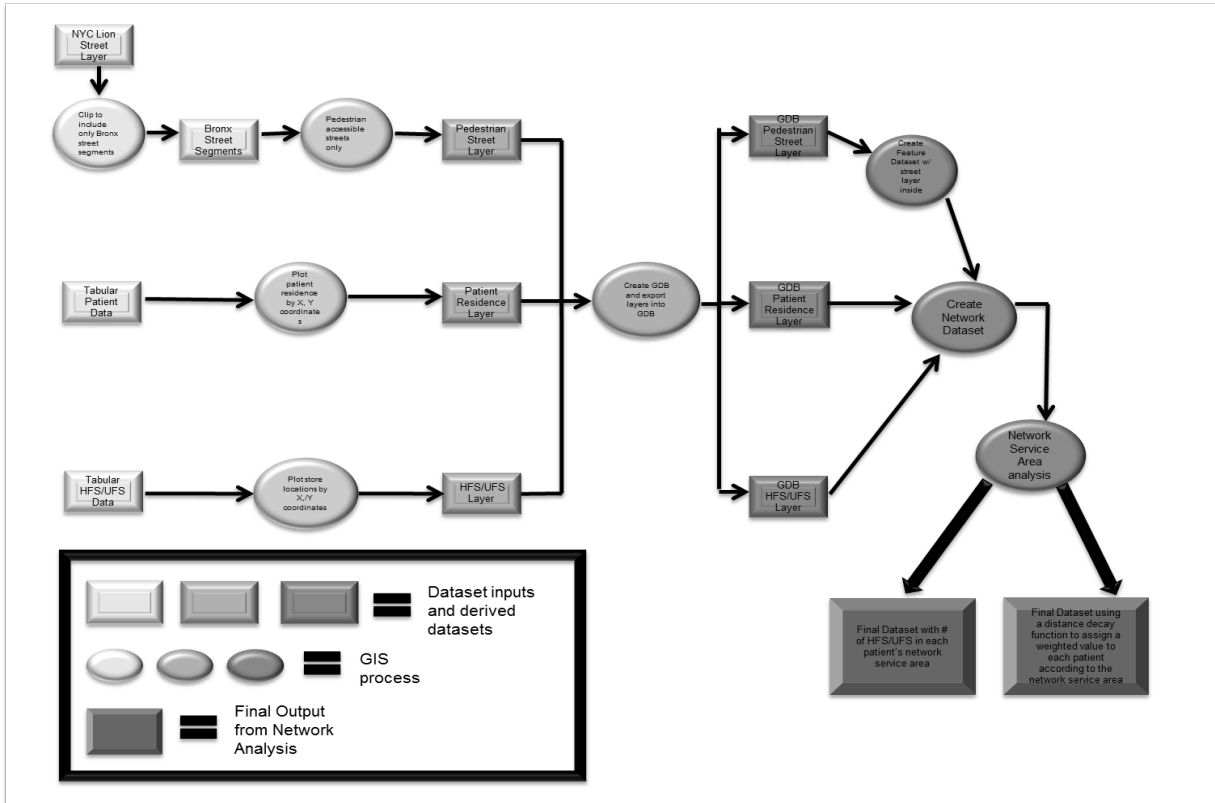 NYC Lion
Street
Layer
Clip to
include
only Bronx
street
segments
Bronx
Street
Segments
Pedestrian
accessible
streets
only
Pedestrian
Street
Layer
GDB
Pedestrian
Street
Layer
Create
Feature
Dataset w/
street
layer
inside
Tabular
Patient
Data
Plot
patient
residence
by X, Y
coordinate
s
Patient
Residence
Layer
Create GDB
and export
layers into
GDB
GDB
Patient
Residence
Layer
Create
Network
Dataset
Tabular
HFS/UFS
Data
Plot store
locations by
X,/Y
coordinates
HFS/UFS
Layer
GDB
HFS/UFS
Layer
Network
Service
Area
analysis
Final Dataset with #
of HFS/UFS in each
patient's network
service area
Final Dataset using
a distance decay
function to assign a
weighted value to
each patient
according to the
network service area
Dataset inputs
and derived
datasets
GIS
process
Final Output
from Network
Analysis